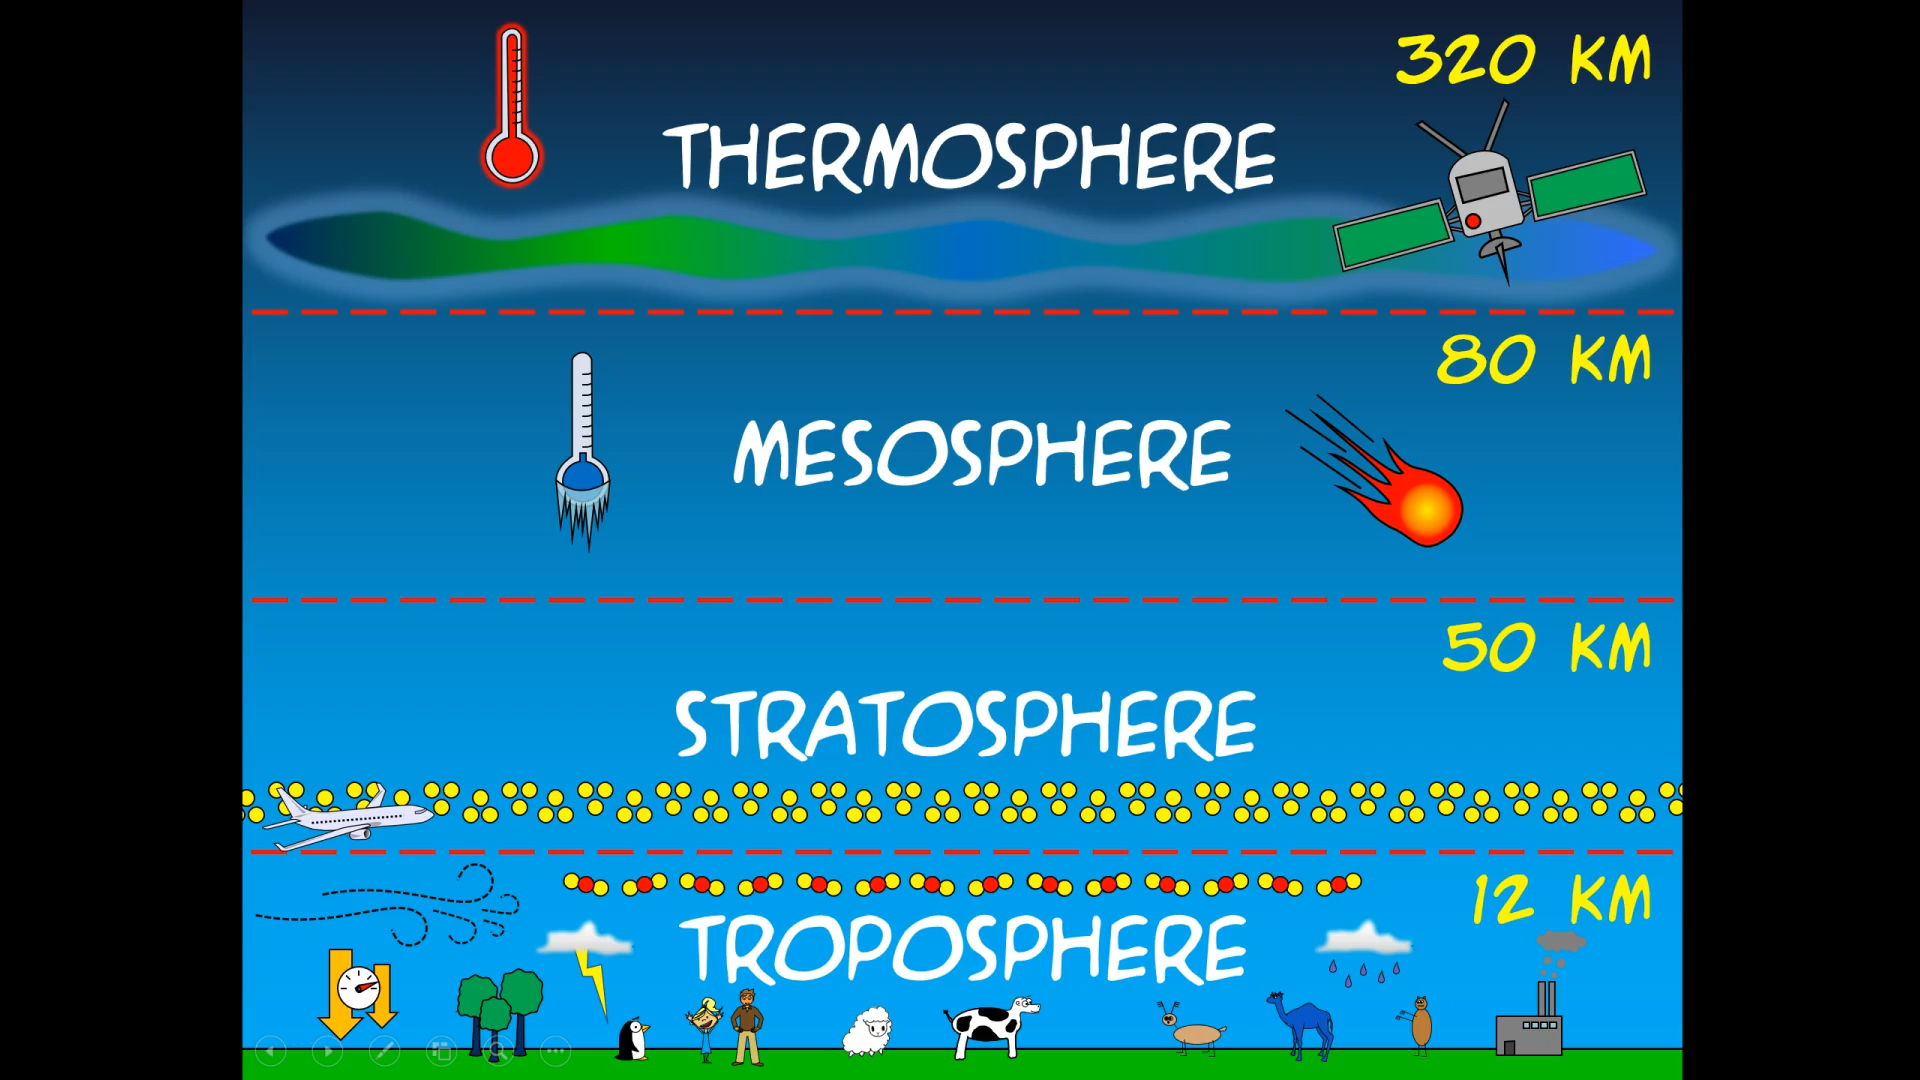 320 KM
THERMOSPHERE
80 KM
MESOSPHERE
50 KM
STRATOSPHERE
12 KM
TROPOSPHERE